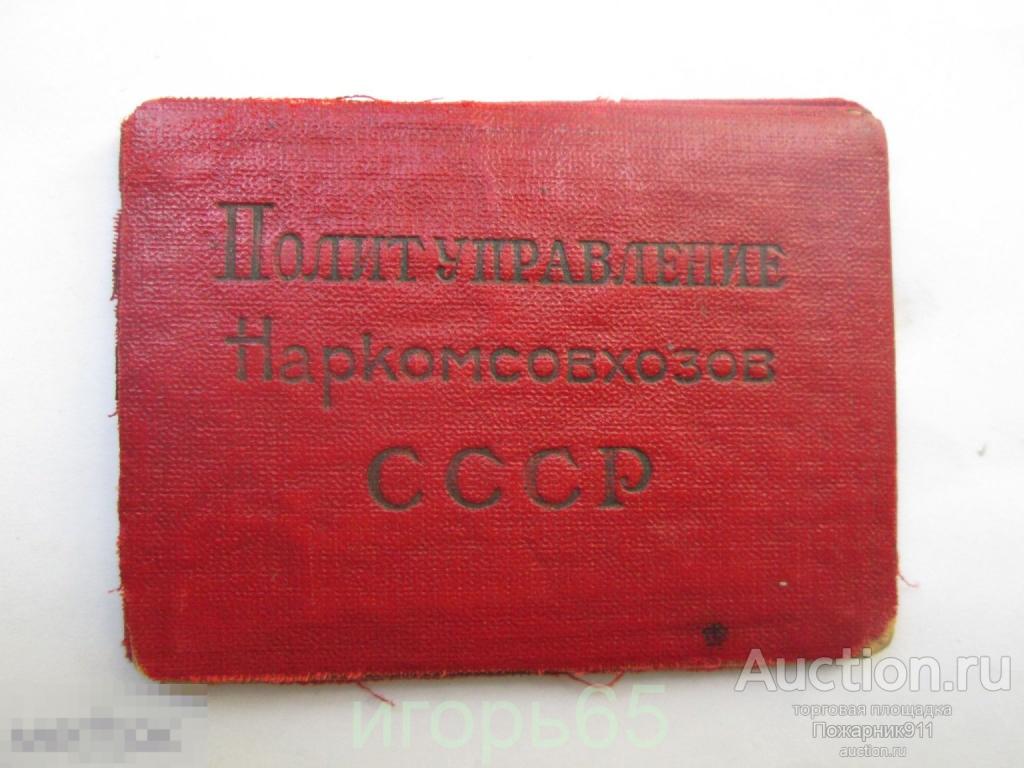 Политуправление
Наркомсовхозов
СССР
игорь65
Auction.ru
торговая площадка
Пожарник911
auction.ru